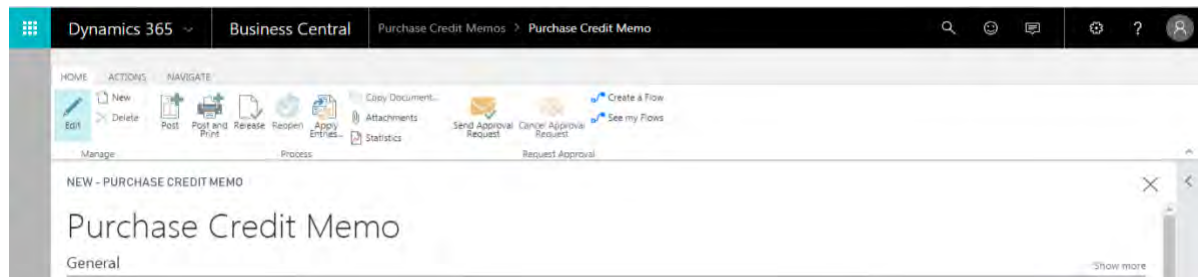 Dynamics 365 Business Central Purchase Credit Memos > Purchase Credit Memo ?
HOME ACTIONS NAVIGATE
Edit
New
Delete
Manage
Post
Post and Print
Release
Reopen
Apply Entries...
Copy Document...
Attachments
Statistics
Process
Send Approval Request
Cancel Approval Request
Create a Flow
See my Flows
Request Approval
NEW - PURCHASE CREDIT MEMO
Purchase Credit Memo
General Show more